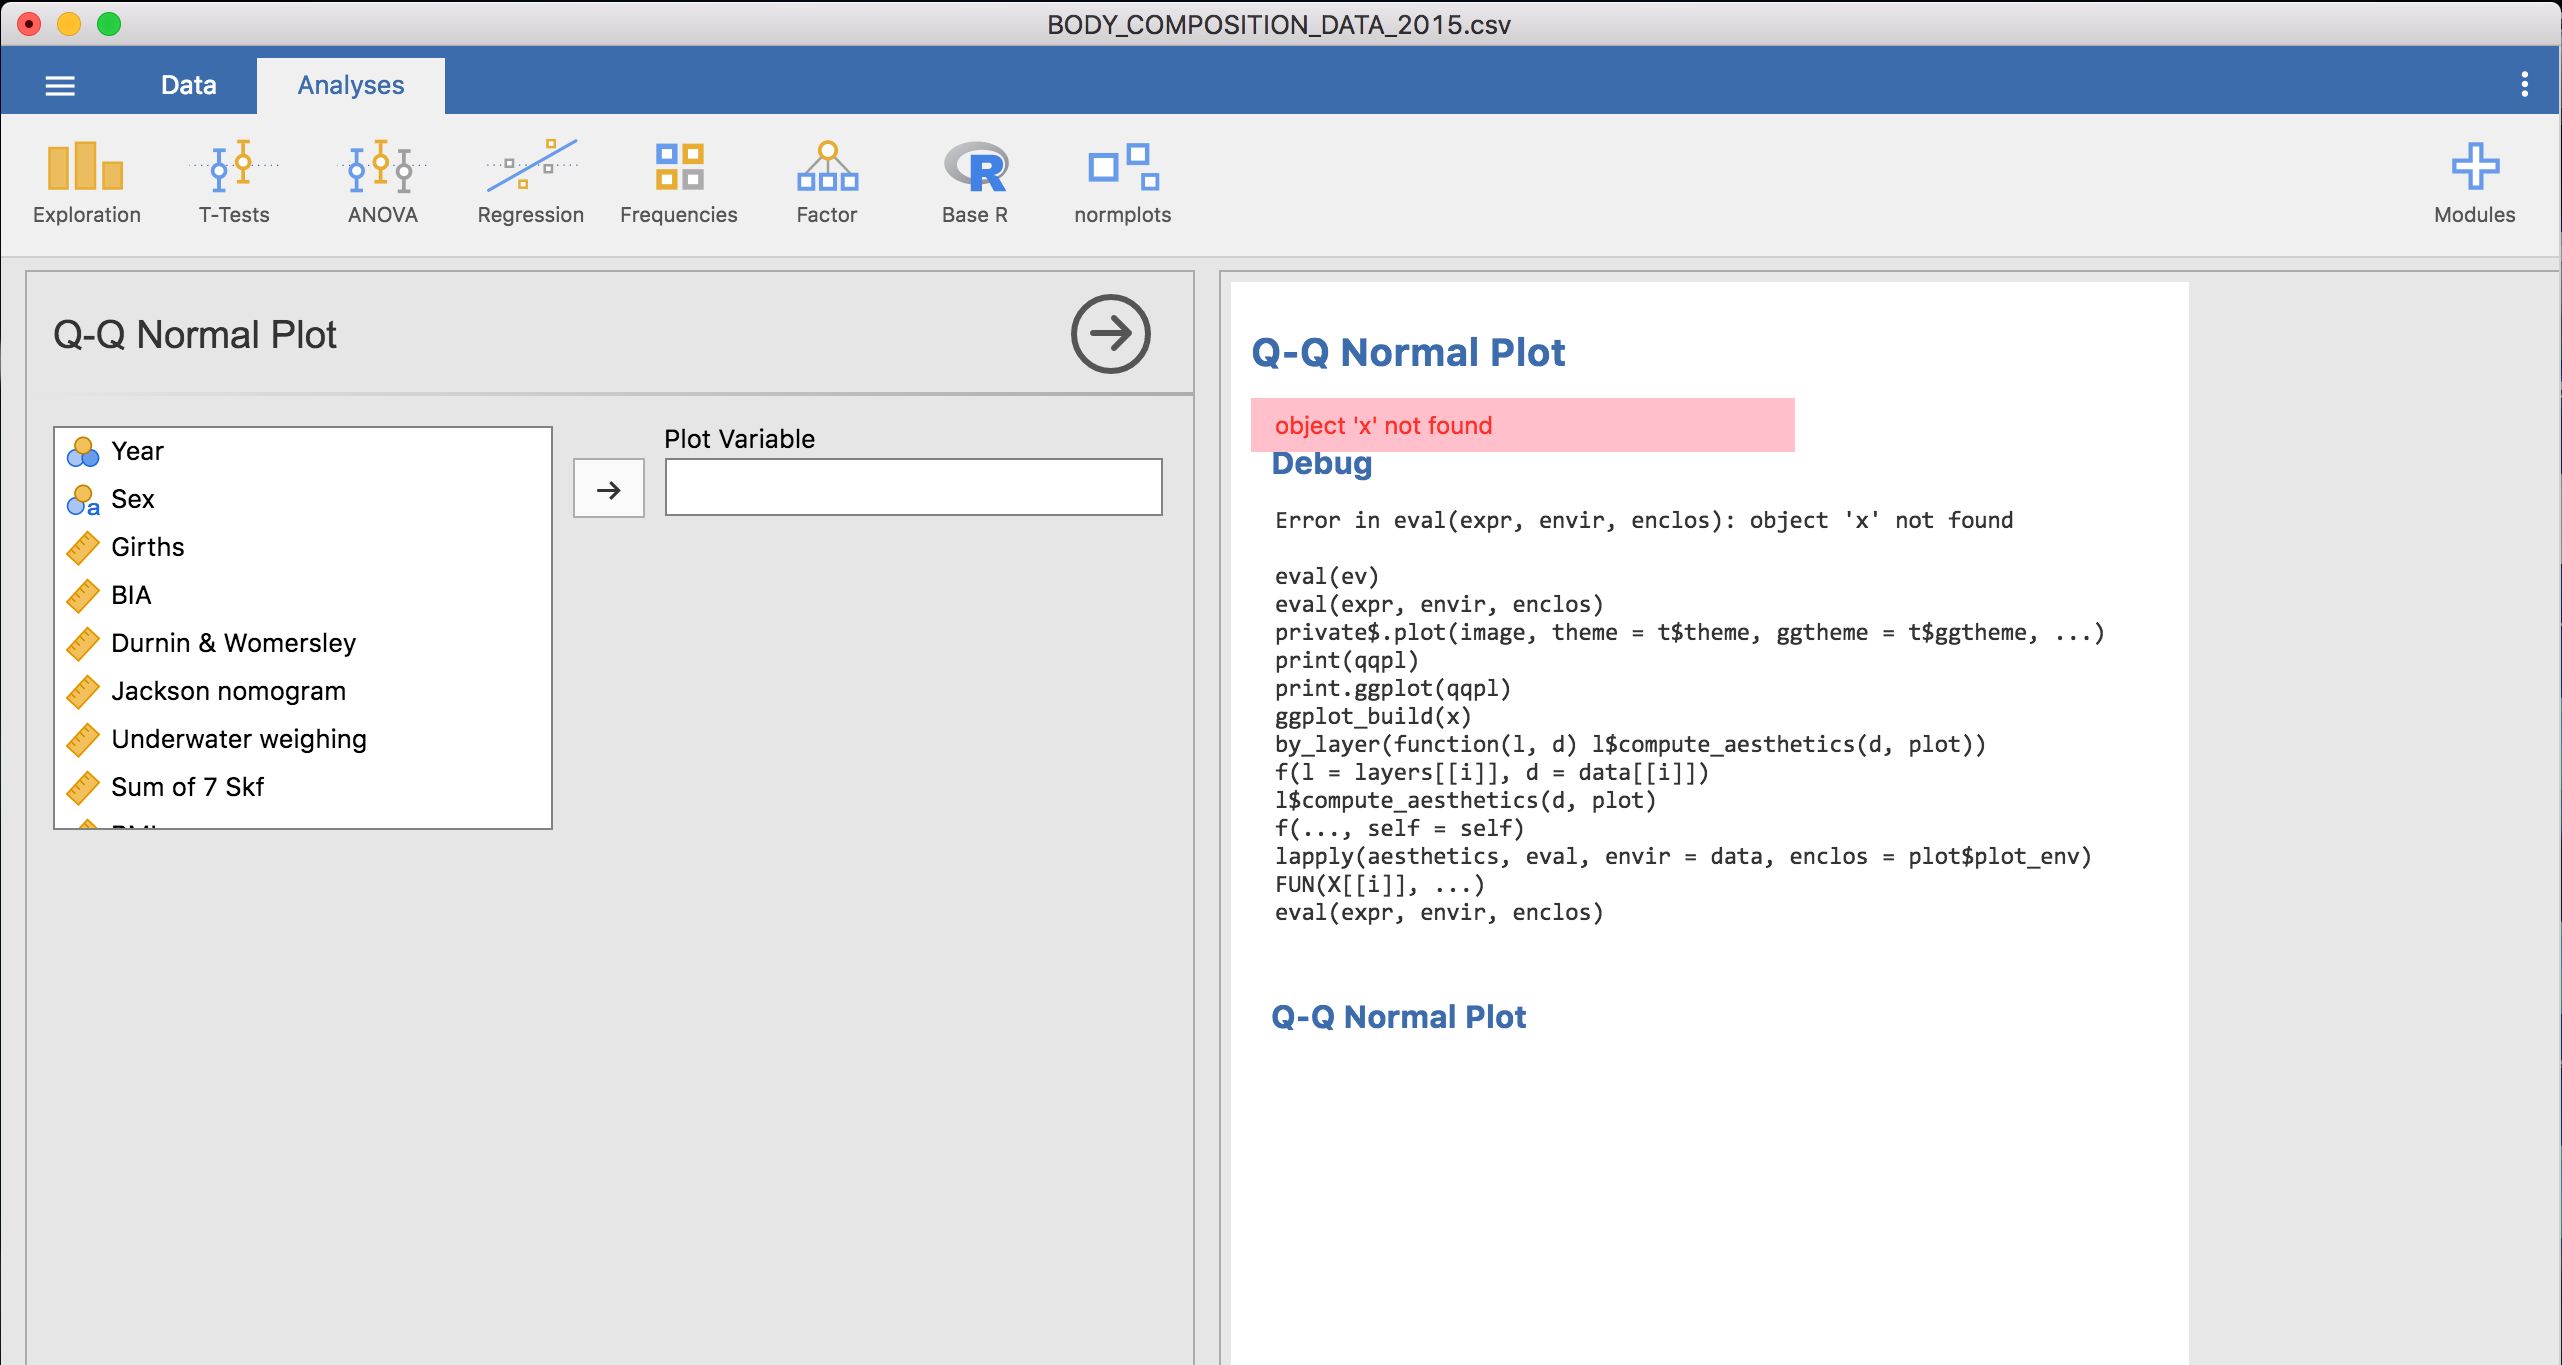 BODY_COMPOSITION_DATA_2015.csv
Data
Analyses
Exploration
T-Tests
ANOVA
Regression
Frequencies
Factor
R
Base R
normplots
Modules
Q-Q Normal Plot
Year
a
Sex
Girths
BIA
Durnin & Womersley
Jackson nomogram
Underwater weighing
Sum of 7 Skf
Plot Variable
Q-Q Normal Plot
object 'x' not found
Debug
Error in eval(expr, envir, enclos): object 'x' not found
eval(ev)
eval(expr, envir, enclos)
private$.plot(image, theme = t$theme, ggtheme = t$ggtheme, ...)
print(qqpl)
print.ggplot(qqpl)
ggplot_build(x)
by_layer(function(l, d) l$compute_aesthetics(d, plot))
f(l = layers[[i]], d = data[[i]])
l$compute_aesthetics(d, plot)
f(..., self = self)
lapply(aesthetics, eval, envir = data, enclos = plot$plot_env)
FUN(X[[i]], ...)
eval(expr, envir, enclos)
Q-Q Normal Plot